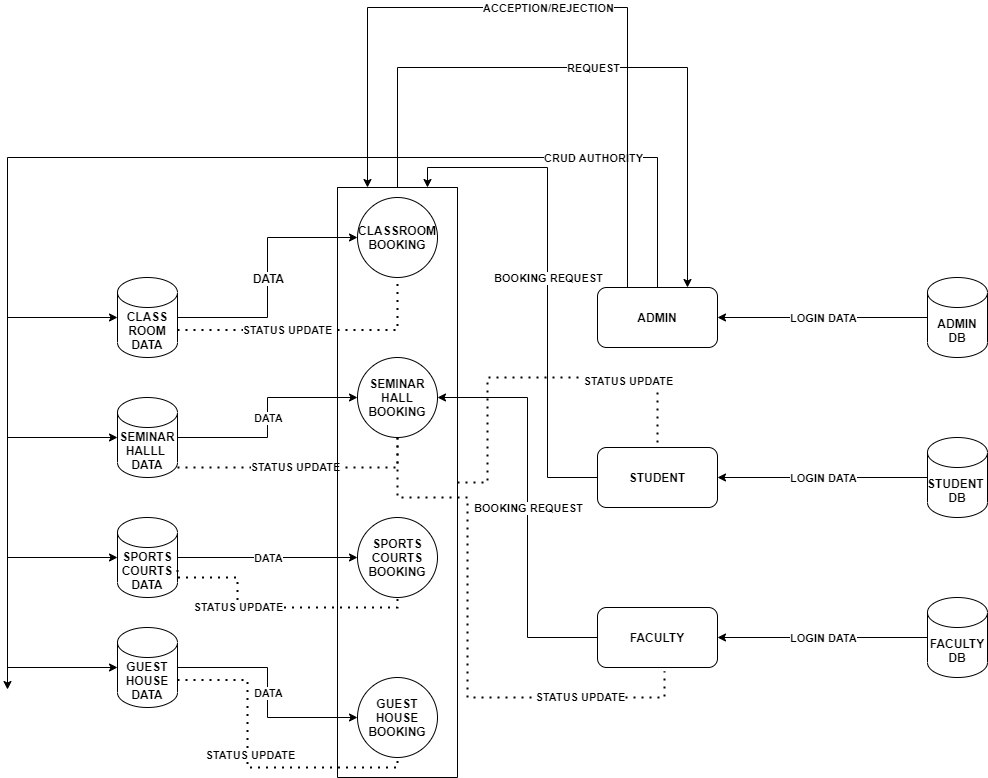 ACCEPTION/REJECTION
REQUEST
CRUD AUTHORITY
CLASSROOM
BOOKING
DATA
BOOKING REQUEST
CLASS
ROOM
DATA
STATUS UPDATE
ADMIN
LOGIN DATA
ADMIN
DB
SEMINAR
HALL
BOOKING
STATUS UPDATE
DATA
SEMINAR
HALLL
DATA
STATUS UPDATE
STUDENT
LOGIN DATA
STUDENT
DB
BOOKING REQUEST
SPORTS
COURTS
DATA
DATA
SPORTS
COURTS
BOOKING
STATUS UPDATE
FACULTY
LOGIN DATA
FACULTY
DB
GUEST
HOUSE
DATA
DATA
STATUS UPDATE
GUEST
HOUSE
BOOKING
STATUS UPDATE